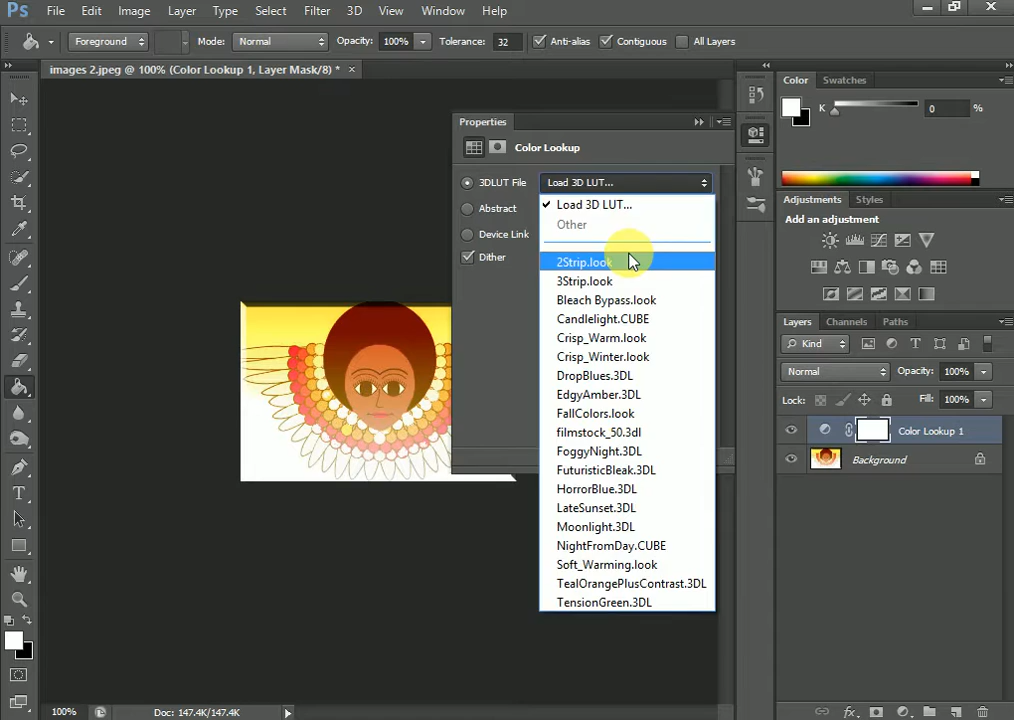 Ps File Edit Image Layer Type Select Filter 3D View Window Help
Foreground Mode: Normal Opacity: 100% Tolerance: 32 Anti-alias Contiguous All Layers
images 2.jpeg @ 100% (Color Lookup 1, Layer Mask/8) * ×
Properties
Color Lookup
3DLUT File Load 3D LUT...
Abstract
Device Link
Dither
Load 3D LUT...
Other
2Strip.look
3Strip.look
Bleach Bypass.look
Candlelight.CUBE
Crisp_Warm.look
Crisp_Winter.look
DropBlues.3DL
EdgyAmber.3DL
FallColors.look
filmstock_50.3dl
FoggyNight.3DL
FuturisticBleak.3DL
HorrorBlue.3DL
LateSunset.3DL
Moonlight.3DL
NightFromDay.CUBE
Soft_Warming.look
TealOrangePlusContrast.3DL
TensionGreen.3DL
Color Swatches
K 0 %
Adjustments Styles
Add an adjustment
Layers Channels Paths
Kind
Normal Opacity: 100%
Lock: Fill: 100%
Color Lookup 1
Background
100% Doc: 147.4K/147.4K